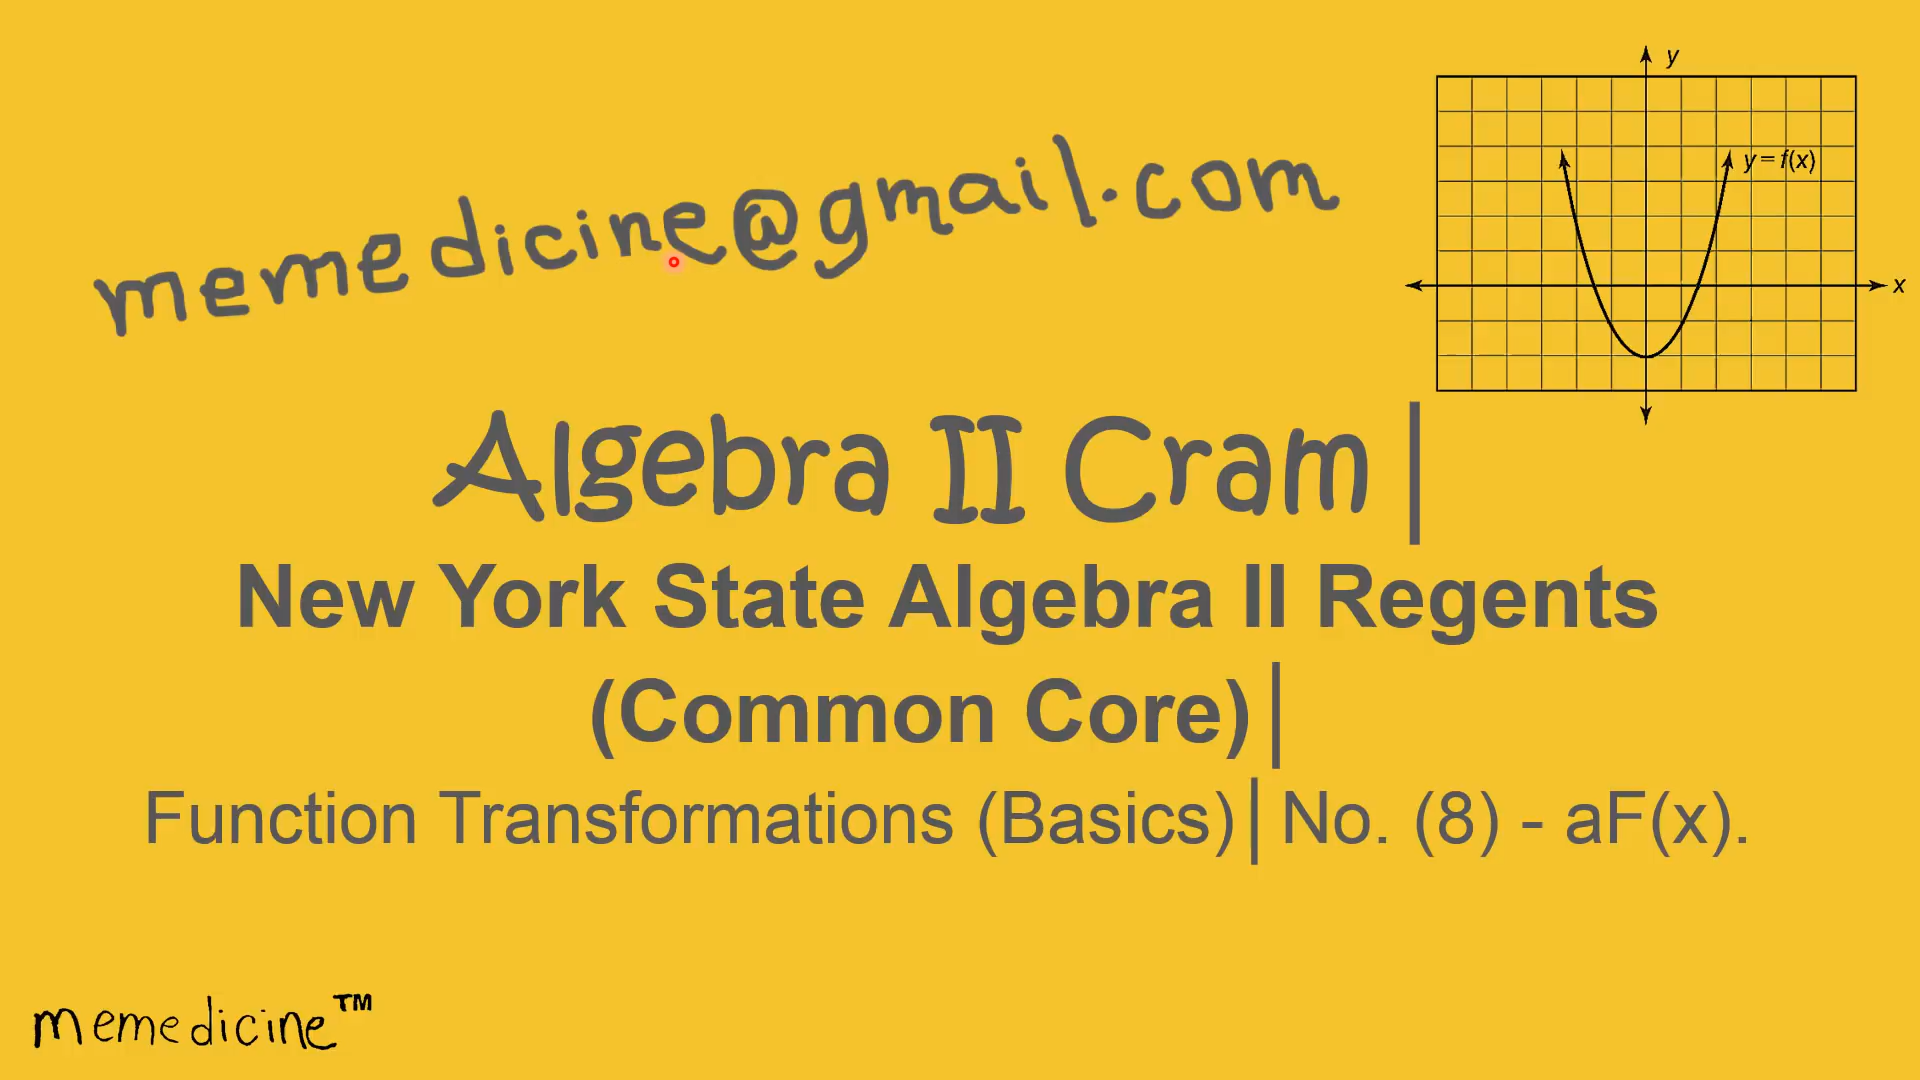 y
y = f(x)
x
memedicine@gmail.com
Algebra II Cram|
New York State Algebra II Regents
(Common Core)|
Function Transformations (Basics)|No. (8) - aF(x).
memedicine™